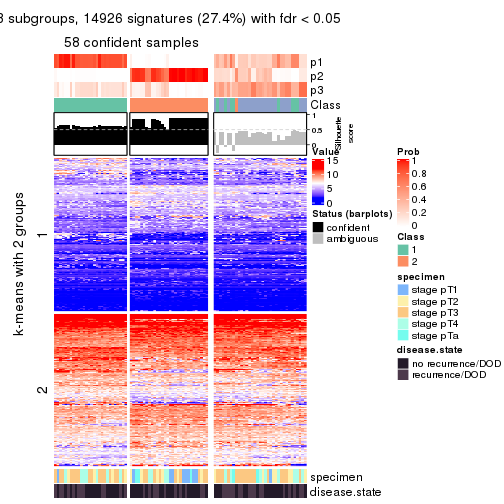 3 subgroups, 14926 signatures (27.4%) with fdr < 0.05
58 confident samples
p1
p2
p3
Class
1
0.5
0
Silhouette
score
k-means with 2 groups
1
2
specimen
disease.state
Value
15
10
5
0
Status (barplots)
confident
ambiguous
Prob
1
0.8
0.6
0.4
0.2
0
Class
1
2
specimen
stage pT1
stage pT2
stage pT3
stage pT4
stage pTa
disease.state
no recurrence/DOD
recurrence/DOD